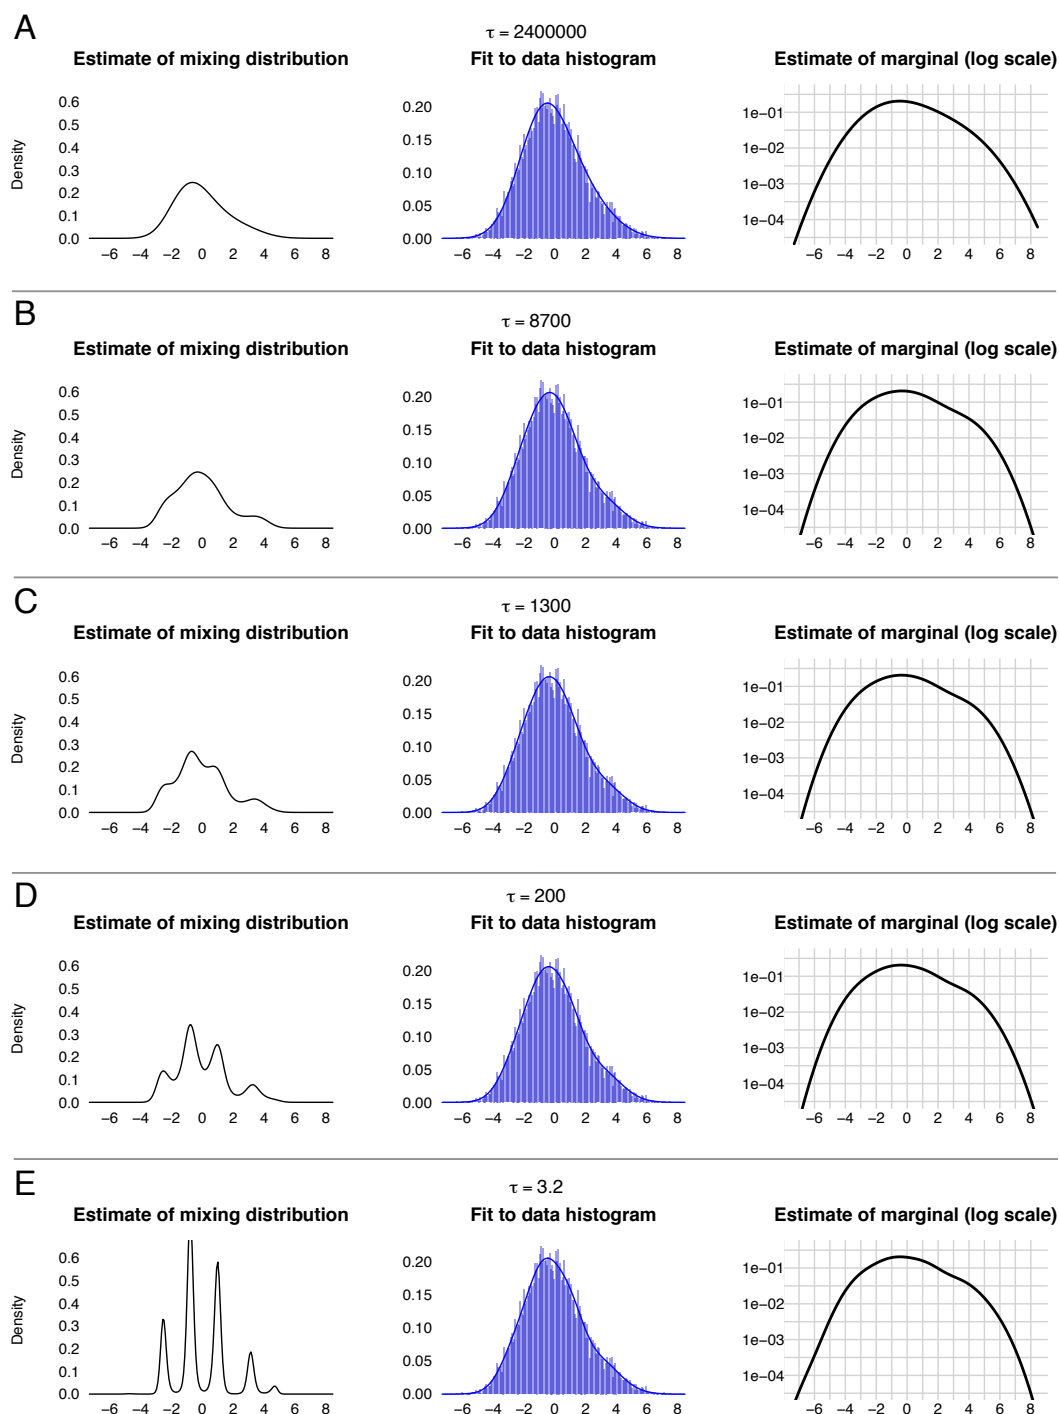 A
τ = 2400000
Estimate of mixing distribution Fit to data histogram Estimate of marginal (log scale)
Density
0.6
0.5
0.4
0.3
0.2
0.1
0.0
−6 −4 −2 0 2 4 6 8
0.20
0.15
0.10
0.05
0.00
−6 −4 −2 0 2 4 6 8
1e−01
1e−02
1e−03
1e−04
−6 −4 −2 0 2 4 6 8
B
τ = 8700
Estimate of mixing distribution Fit to data histogram Estimate of marginal (log scale)
Density
0.6
0.5
0.4
0.3
0.2
0.1
0.0
−6 −4 −2 0 2 4 6 8
0.20
0.15
0.10
0.05
0.00
−6 −4 −2 0 2 4 6 8
1e−01
1e−02
1e−03
1e−04
−6 −4 −2 0 2 4 6 8
C
τ = 1300
Estimate of mixing distribution Fit to data histogram Estimate of marginal (log scale)
Density
0.6
0.5
0.4
0.3
0.2
0.1
0.0
−6 −4 −2 0 2 4 6 8
0.20
0.15
0.10
0.05
0.00
−6 −4 −2 0 2 4 6 8
1e−01
1e−02
1e−03
1e−04
−6 −4 −2 0 2 4 6 8
D
τ = 200
Estimate of mixing distribution Fit to data histogram Estimate of marginal (log scale)
Density
0.6
0.5
0.4
0.3
0.2
0.1
0.0
−6 −4 −2 0 2 4 6 8
0.20
0.15
0.10
0.05
0.00
−6 −4 −2 0 2 4 6 8
1e−01
1e−02
1e−03
1e−04
−6 −4 −2 0 2 4 6 8
E
τ = 3.2
Estimate of mixing distribution Fit to data histogram Estimate of marginal (log scale)
Density
0.6
0.5
0.4
0.3
0.2
0.1
0.0
−6 −4 −2 0 2 4 6 8
0.20
0.15
0.10
0.05
0.00
−6 −4 −2 0 2 4 6 8
1e−01
1e−02
1e−03
1e−04
−6 −4 −2 0 2 4 6 8